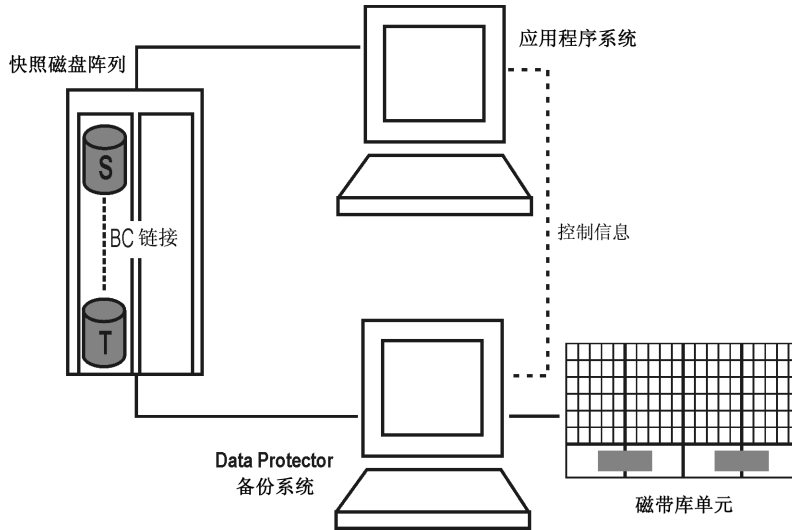 应用程序系统
快照磁盘阵列
S
BC 链接
控制信息
T
Data Protector
备份系统
磁带库单元